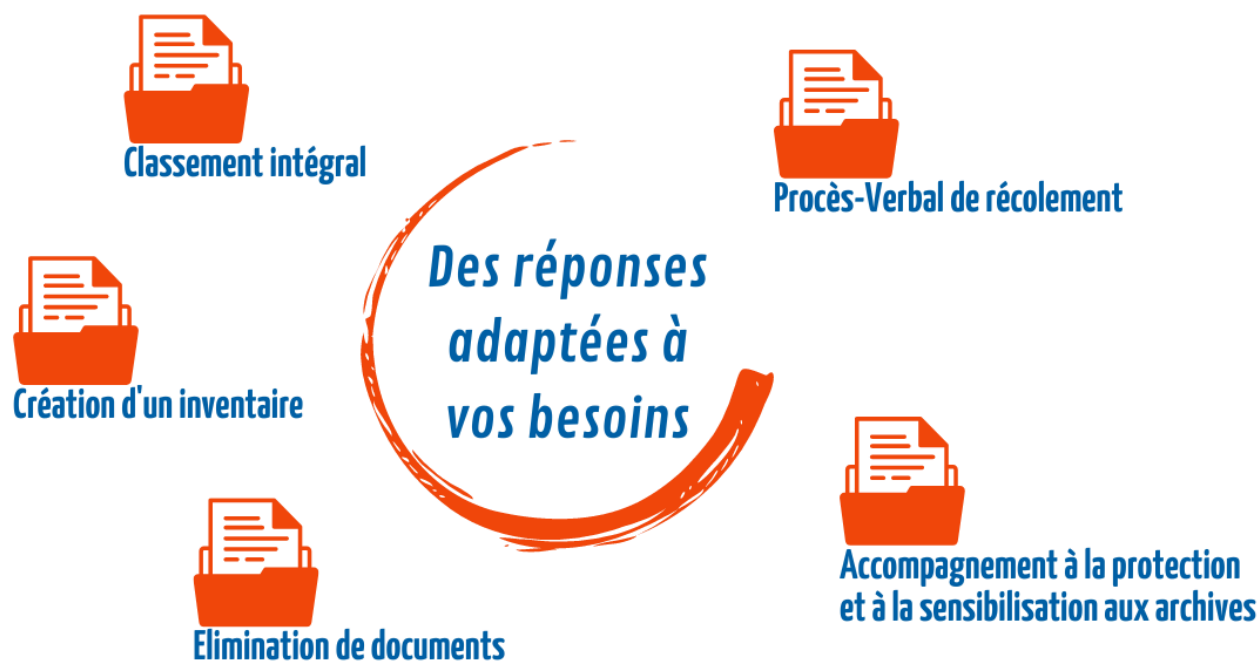 Classement intégral
Procès-Verbal de récolement
Des réponses
adaptées à
vos besoins
Création d'un inventaire
Accompagnement à la protection
et à la sensibilisation aux archives
Elimination de documents